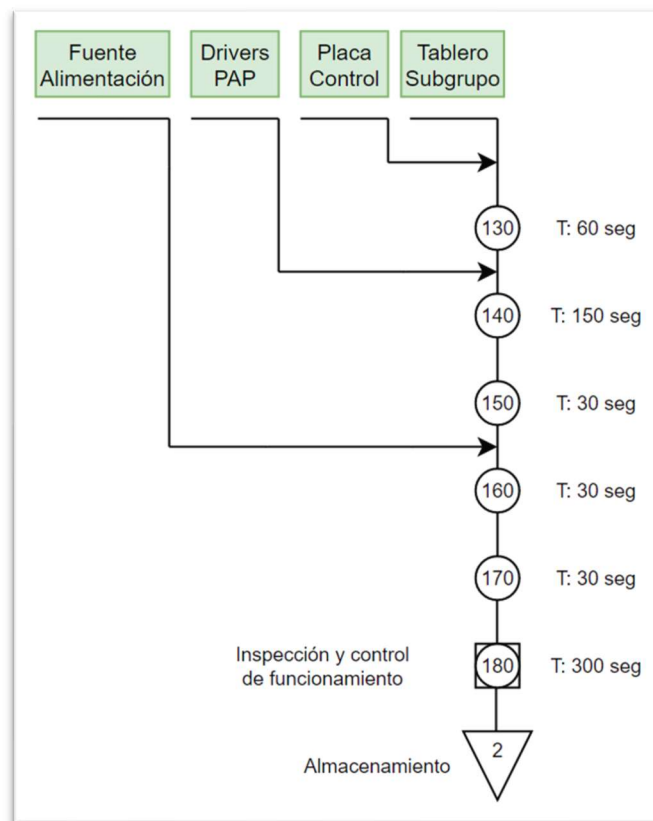 Fuente
Alimentación
Drivers
PAP
Placa
Control
Tablero
Subgrupo
130 T: 60 seg
140 T: 150 seg
150 T: 30 seg
160 T: 30 seg
170 T: 30 seg
Inspección y control
de funcionamiento
180 T: 300 seg
2
Almacenamiento